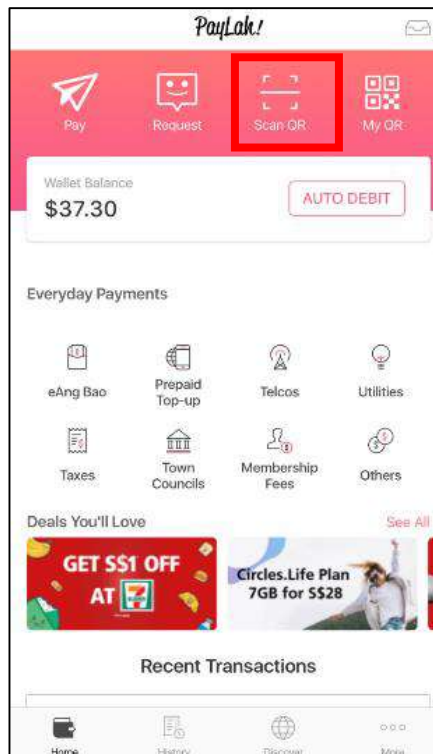 PayLah!
Pay Request Scan QR My QR
Wallet Balance
$37.30
AUTO DEBIT
Everyday Payments
eAng Bao Prepaid Top-up Telcos Utilities
Taxes Town Councils Membership Fees Others
Deals You'll Love See All
GET S$1 OFF
AT 7 ELEVEN
Circles.Life Plan
7GB for S$28
Recent Transactions
Home History Discover More